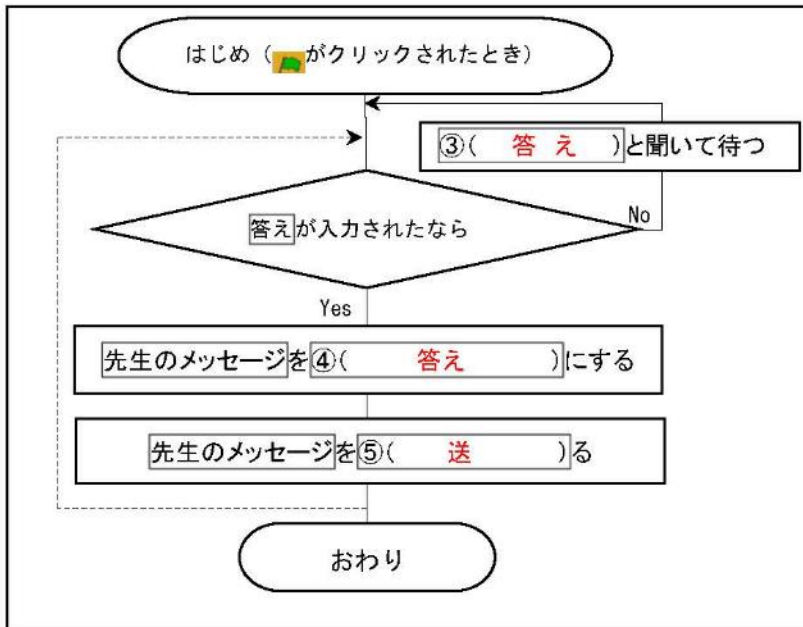 はじめ（がクリックされたとき）
③(　答 え　)と聞いて待つ
答えが入力されたなら
No
Yes
先生のメッセージを④(　答え　)にする
先生のメッセージを⑤(　送　)る
おわり